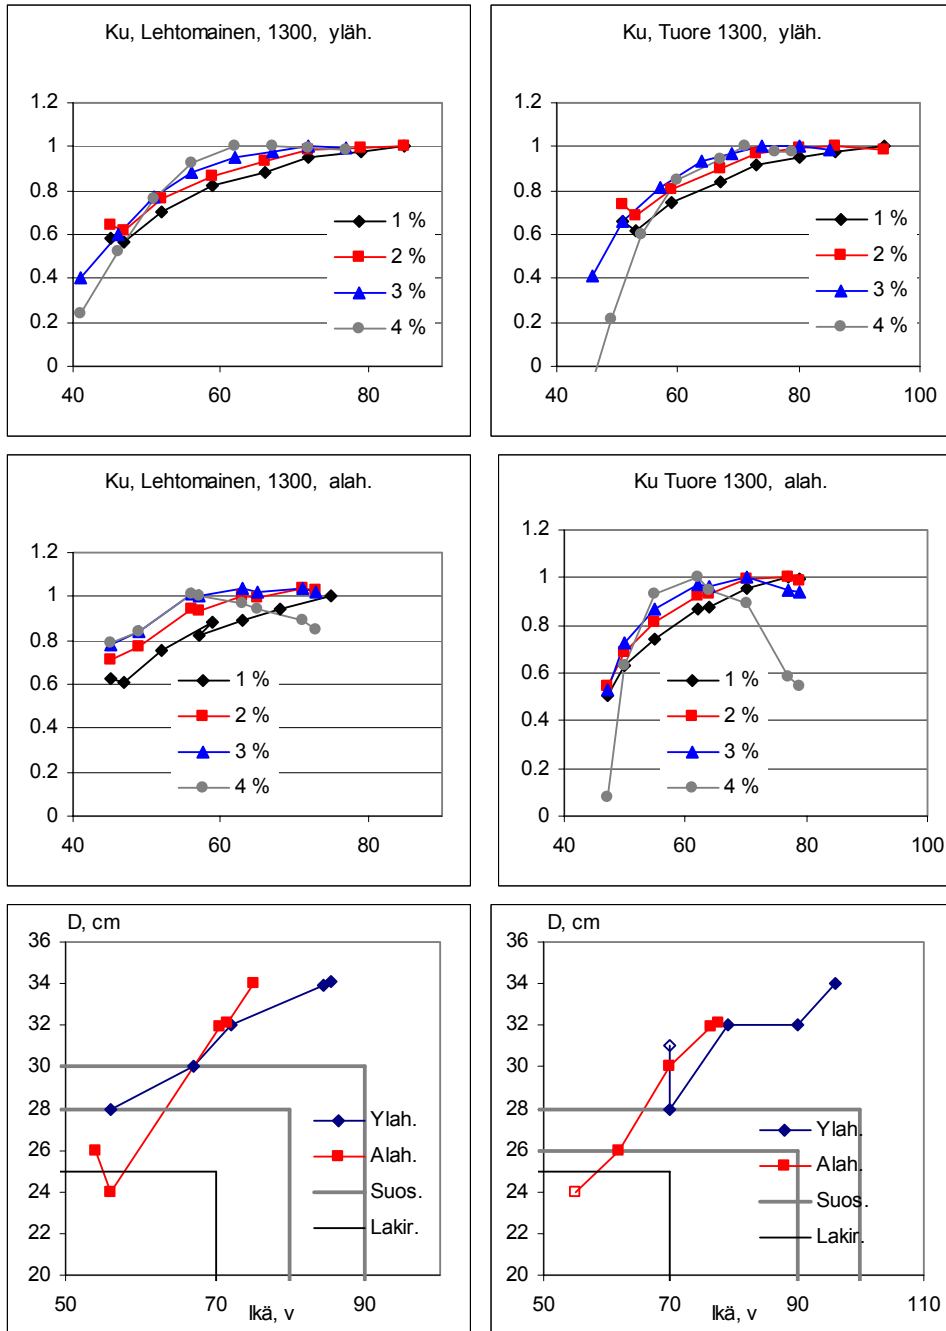 Ku, Lehtomainen, 1300, yläh.
1.2
1
0.8
0.6
0.4
0.2
0
40 60 80
1 %
2 %
3 %
4 %
Ku, Tuore 1300, yläh.
1.2
1
0.8
0.6
0.4
0.2
0
40 60 80 100
1 %
2 %
3 %
4 %
Ku, Lehtomainen, 1300, alah.
1.2
1
0.8
0.6
0.4
0.2
0
40 60 80
1 %
2 %
3 %
4 %
Ku Tuore 1300, alah.
1.2
1
0.8
0.6
0.4
0.2
0
40 60 80 100
1 %
2 %
3 %
4 %
D, cm
36
34
32
30
28
26
24
22
20
50 70 90
Ikä, v
Ylah.
Alah.
Suos.
Lakir.
D, cm
36
34
32
30
28
26
24
22
20
50 70 90 110
Ikä, v
Ylah.
Alah.
Suos.
Lakir.